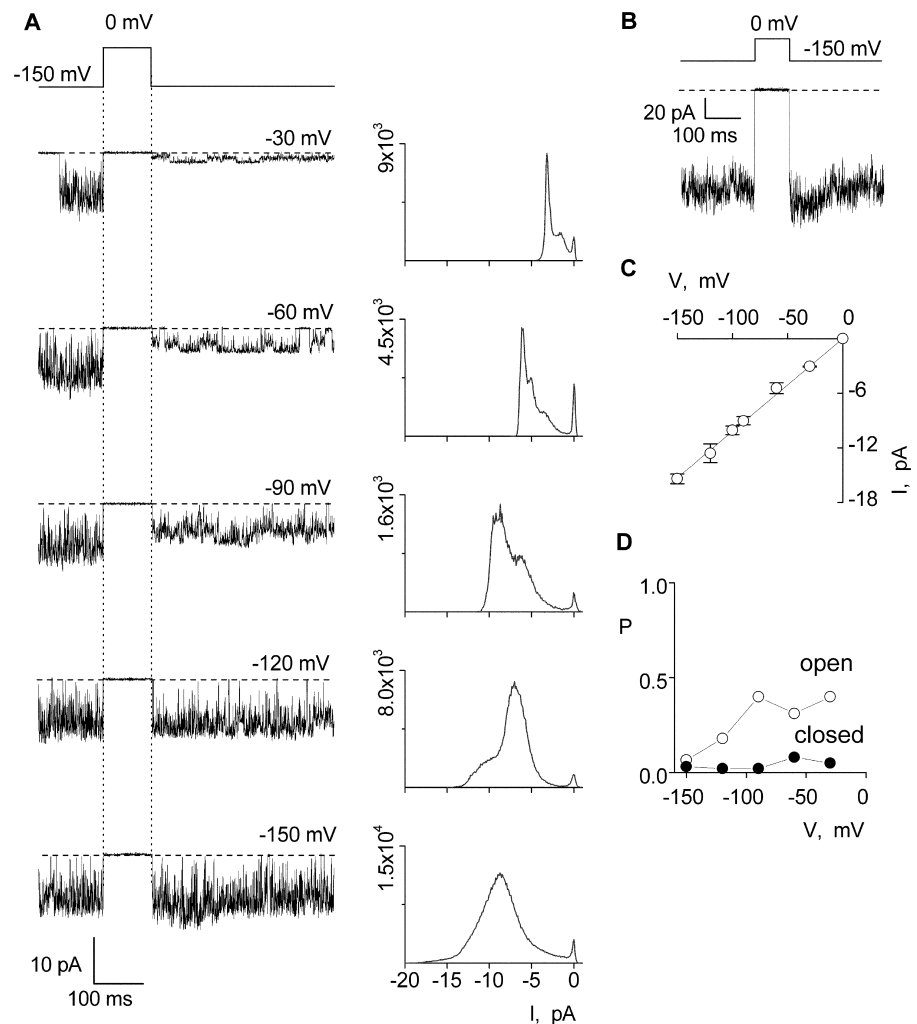 A
0 mV
-150 mV
-30 mV
9x10³
-60 mV
4.5x10³
-90 mV
1.6x10³
-120 mV
8.0x10³
-150 mV
1.5x10⁴
10 pA
100 ms
-20 -15 -10 -5 0
I, pA
B
0 mV
-150 mV
20 pA
100 ms
C
V, mV
-150 -100 -50 0
-6
-12
-18
I, pA
D
1.0
P
open
0.5
closed
0.0
-150 -100 -50 0
V, mV